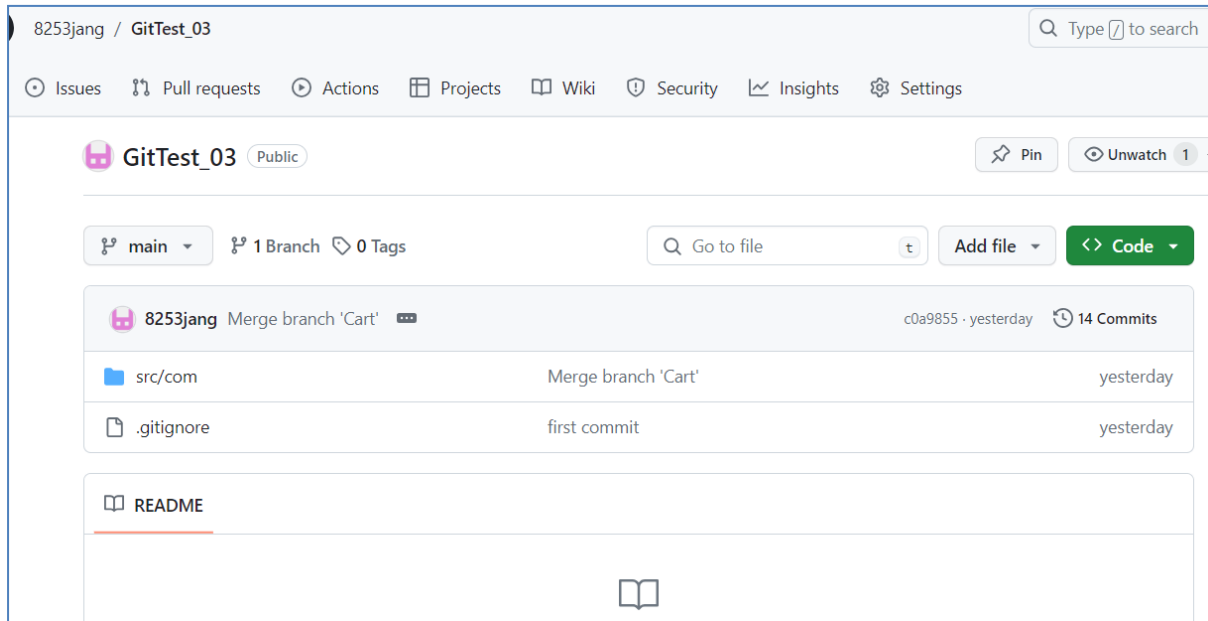 8253jang / GitTest_03
Type / to search
Issues Pull requests Actions Projects Wiki Security Insights Settings
GitTest_03 Public
Pin Unwatch 1
main 1 Branch 0 Tags
Go to file t Add file Code
8253jang Merge branch 'Cart' c0a9855 · yesterday 14 Commits
src/com Merge branch 'Cart' yesterday
.gitignore first commit yesterday
README